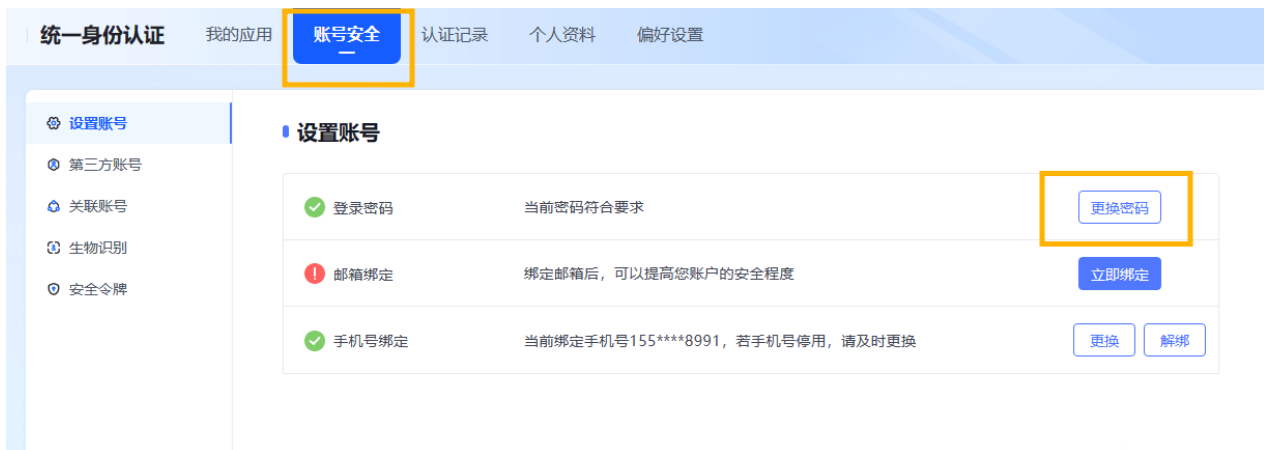 统一身份认证 我的应用 账号安全 认证记录 个人资料 偏好设置
设置账号
第三方账号
关联账号
生物识别
安全令牌
设置账号
登录密码 当前密码符合要求 更换密码
邮箱绑定 绑定邮箱后，可以提高您账户的安全程度 立即绑定
手机号绑定 当前绑定手机号155****8991，若手机号停用，请及时更换 更换 解绑